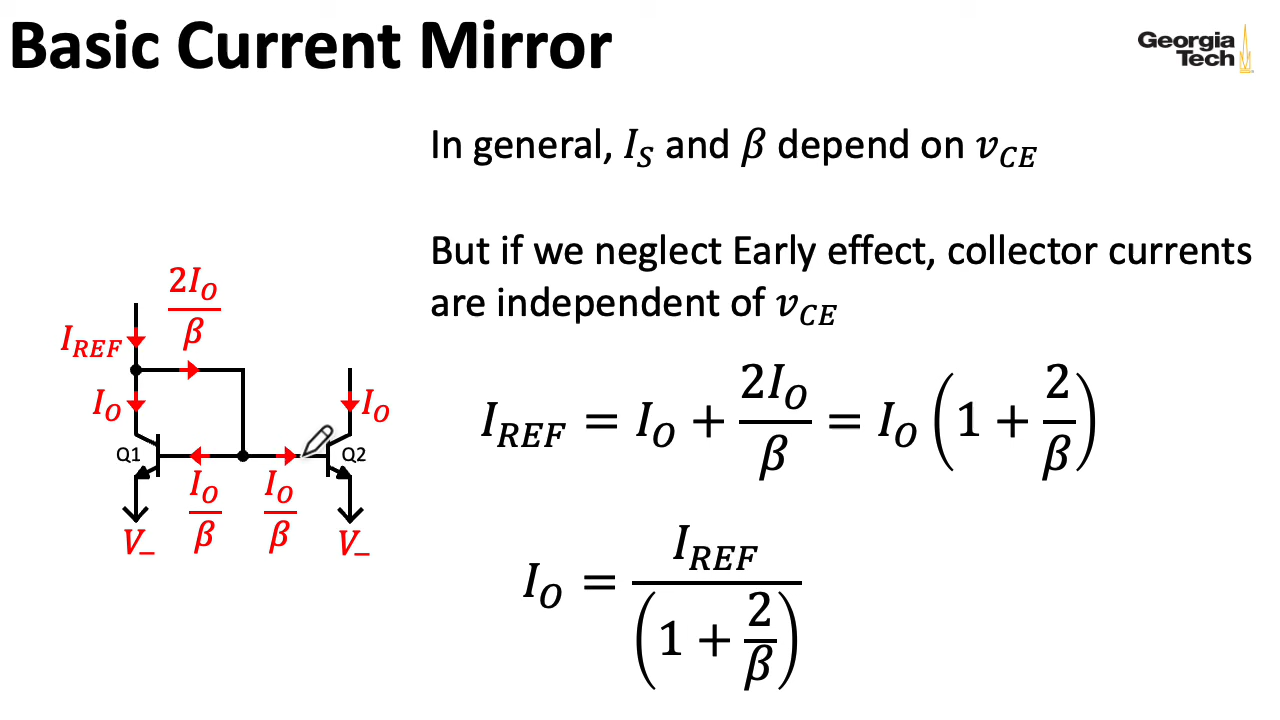 Basic Current Mirror
Georgia
Tech
In general, I_S and β depend on v_CE
But if we neglect Early effect, collector currents
are independent of v_CE
2I_O/β
I_REF
I_O
I_O
Q1
Q2
I_O/β
I_O/β
V_−
V_−
I_REF = I_O + 2I_O/β = I_O (1 + 2/β)
I_O = I_REF/(1 + 2/β)